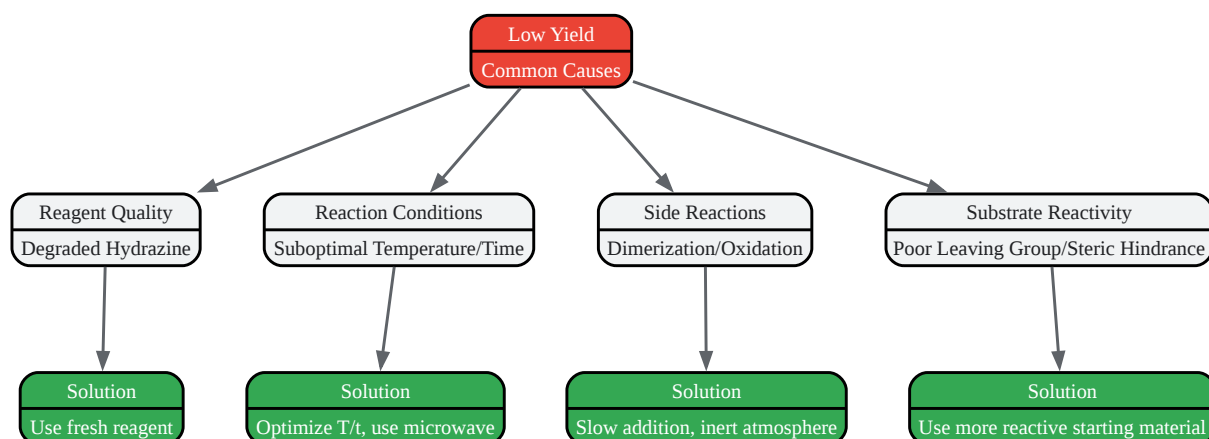 Low Yield
Common Causes
Reagent Quality
Degraded Hydrazine
Reaction Conditions
Suboptimal Temperature/Time
Side Reactions
Dimerization/Oxidation
Substrate Reactivity
Poor Leaving Group/Steric Hindrance
Solution
Use fresh reagent
Solution
Optimize T/t, use microwave
Solution
Slow addition, inert atmosphere
Solution
Use more reactive starting material